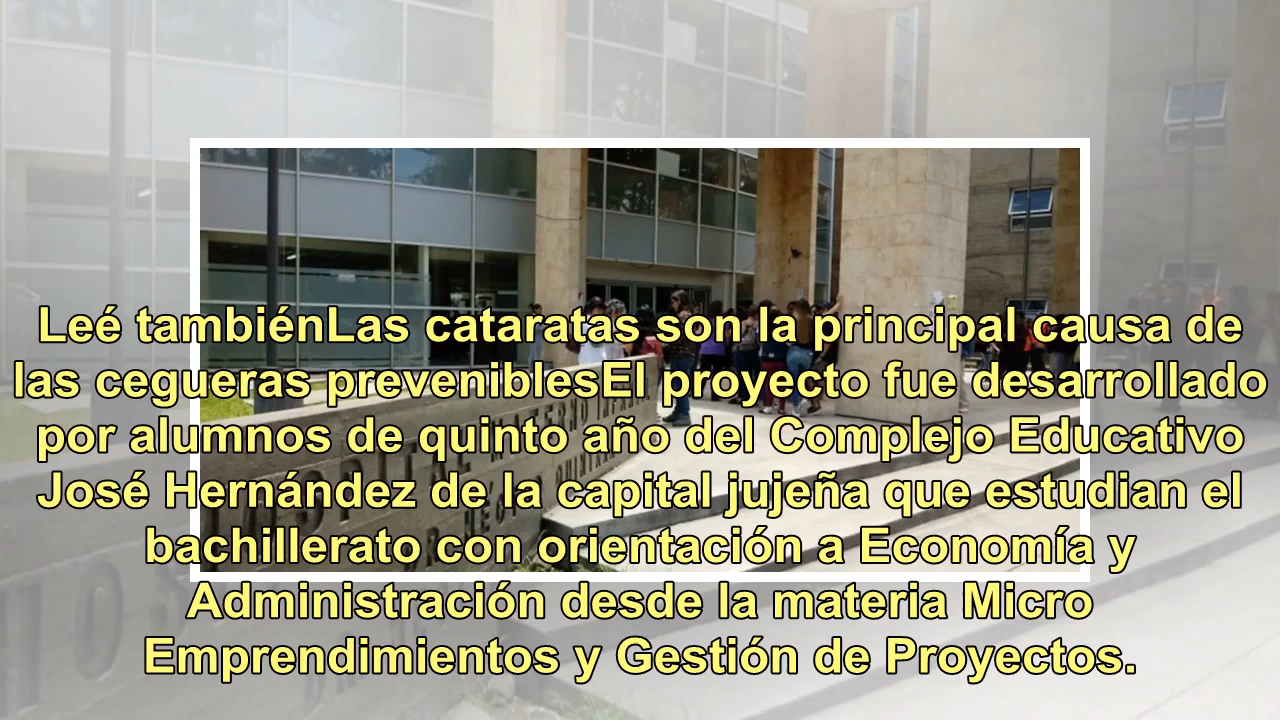 Leé tambiénLas cataratas son la principal causa de
las cegueras preveniblesEl proyecto fue desarrollado
por alumnos de quinto año del Complejo Educativo
José Hernández de la capital jujeña que estudian el
bachillerato con orientación a Economía y
Administración desde la materia Micro
Emprendimientos y Gestión de Proyectos.